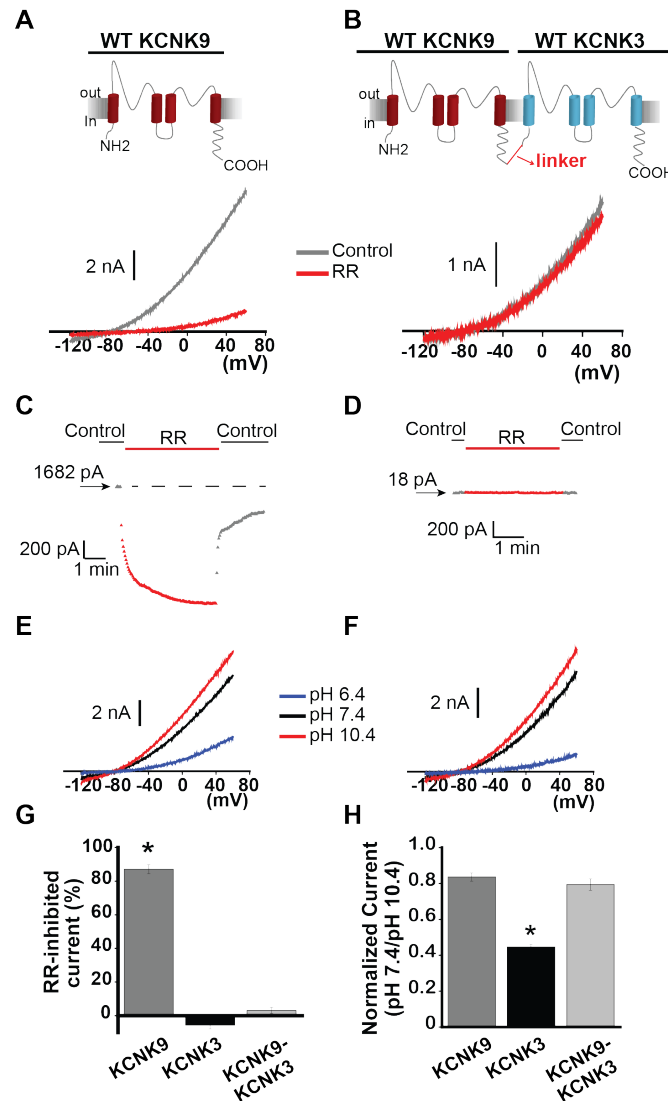 A
B
WT KCNK9
WT KCNK9
WT KCNK3
out
In
NH2
COOH
out
in
NH2
linker
COOH
2 nA
Control
RR
1 nA
-120 -80 -40 0 40 80
(mV)
-120 -80 -40 0 40 80
(mV)
C
D
Control RR Control
1682 pA
200 pA
1 min
Control RR Control
18 pA
200 pA
1 min
E
F
2 nA
pH 6.4
pH 7.4
pH 10.4
2 nA
-120 -80 -40 0 40 80
(mV)
-120 -80 -40 0 40 80
(mV)
G
H
RR-inhibited
current (%)
100
80
60
40
20
0
*
KCNK9
KCNK3
KCNK9-
KCNK3
Normalized Current
(pH 7.4/pH 10.4)
1.0
0.8
0.6
0.4
0.2
0
*
KCNK9
KCNK3
KCNK9-
KCNK3